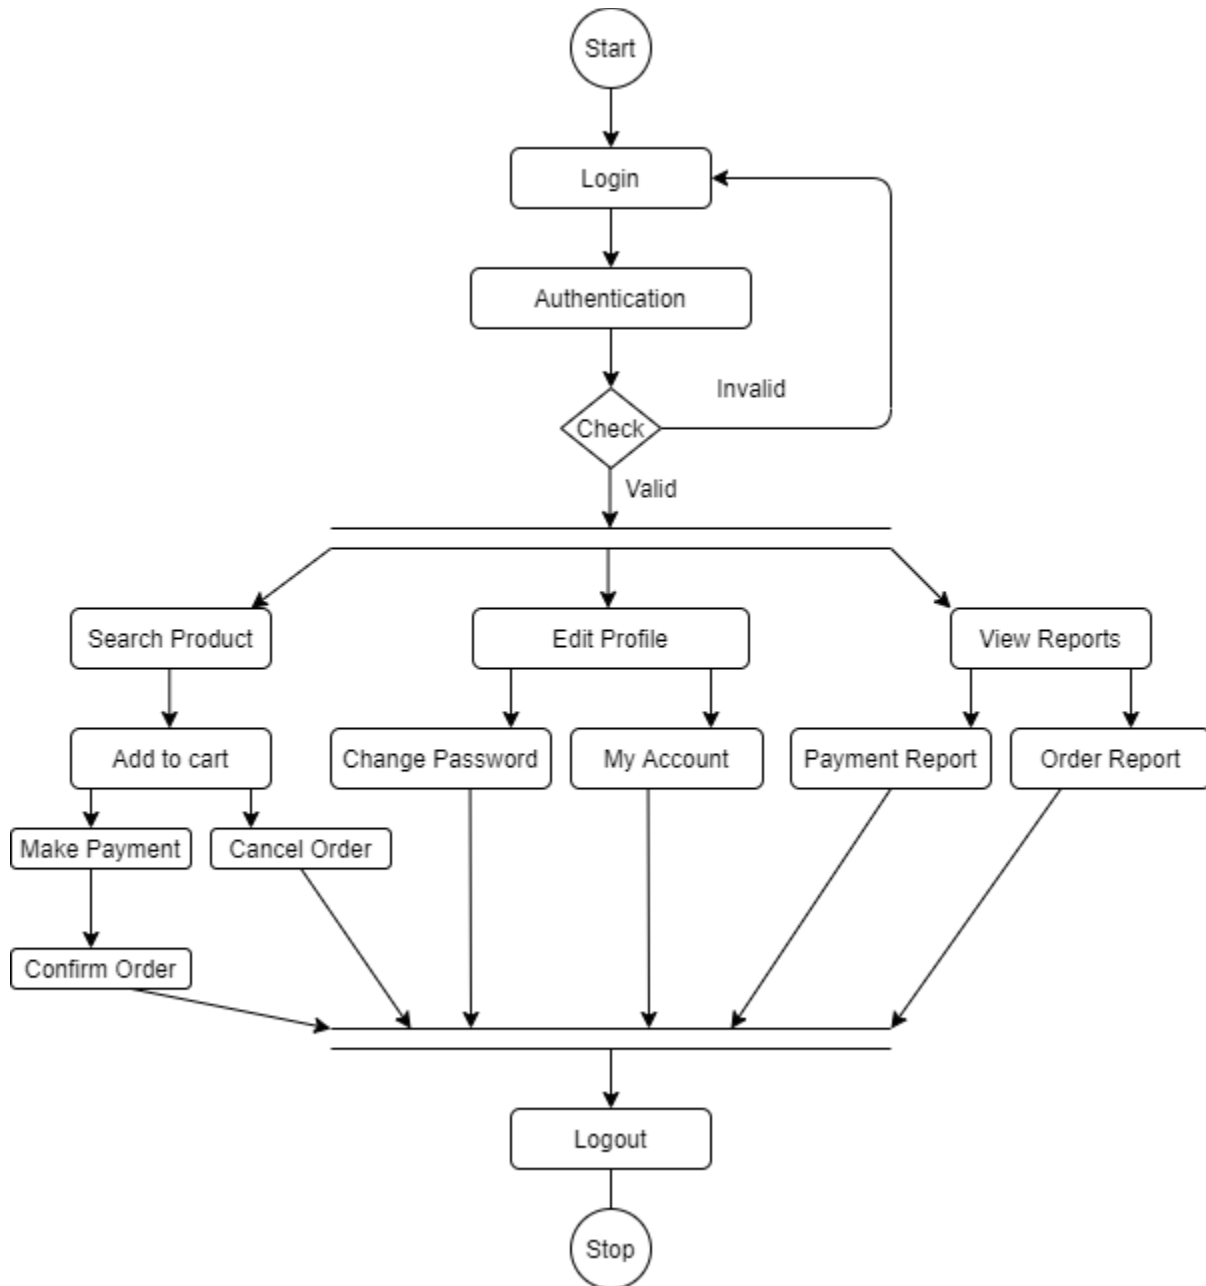 Start
Login
Authentication
Invalid
Check
Valid
Search Product
Edit Profile
View Reports
Add to cart
Change Password
My Account
Payment Report
Order Report
Make Payment
Cancel Order
Confirm Order
Logout
Stop